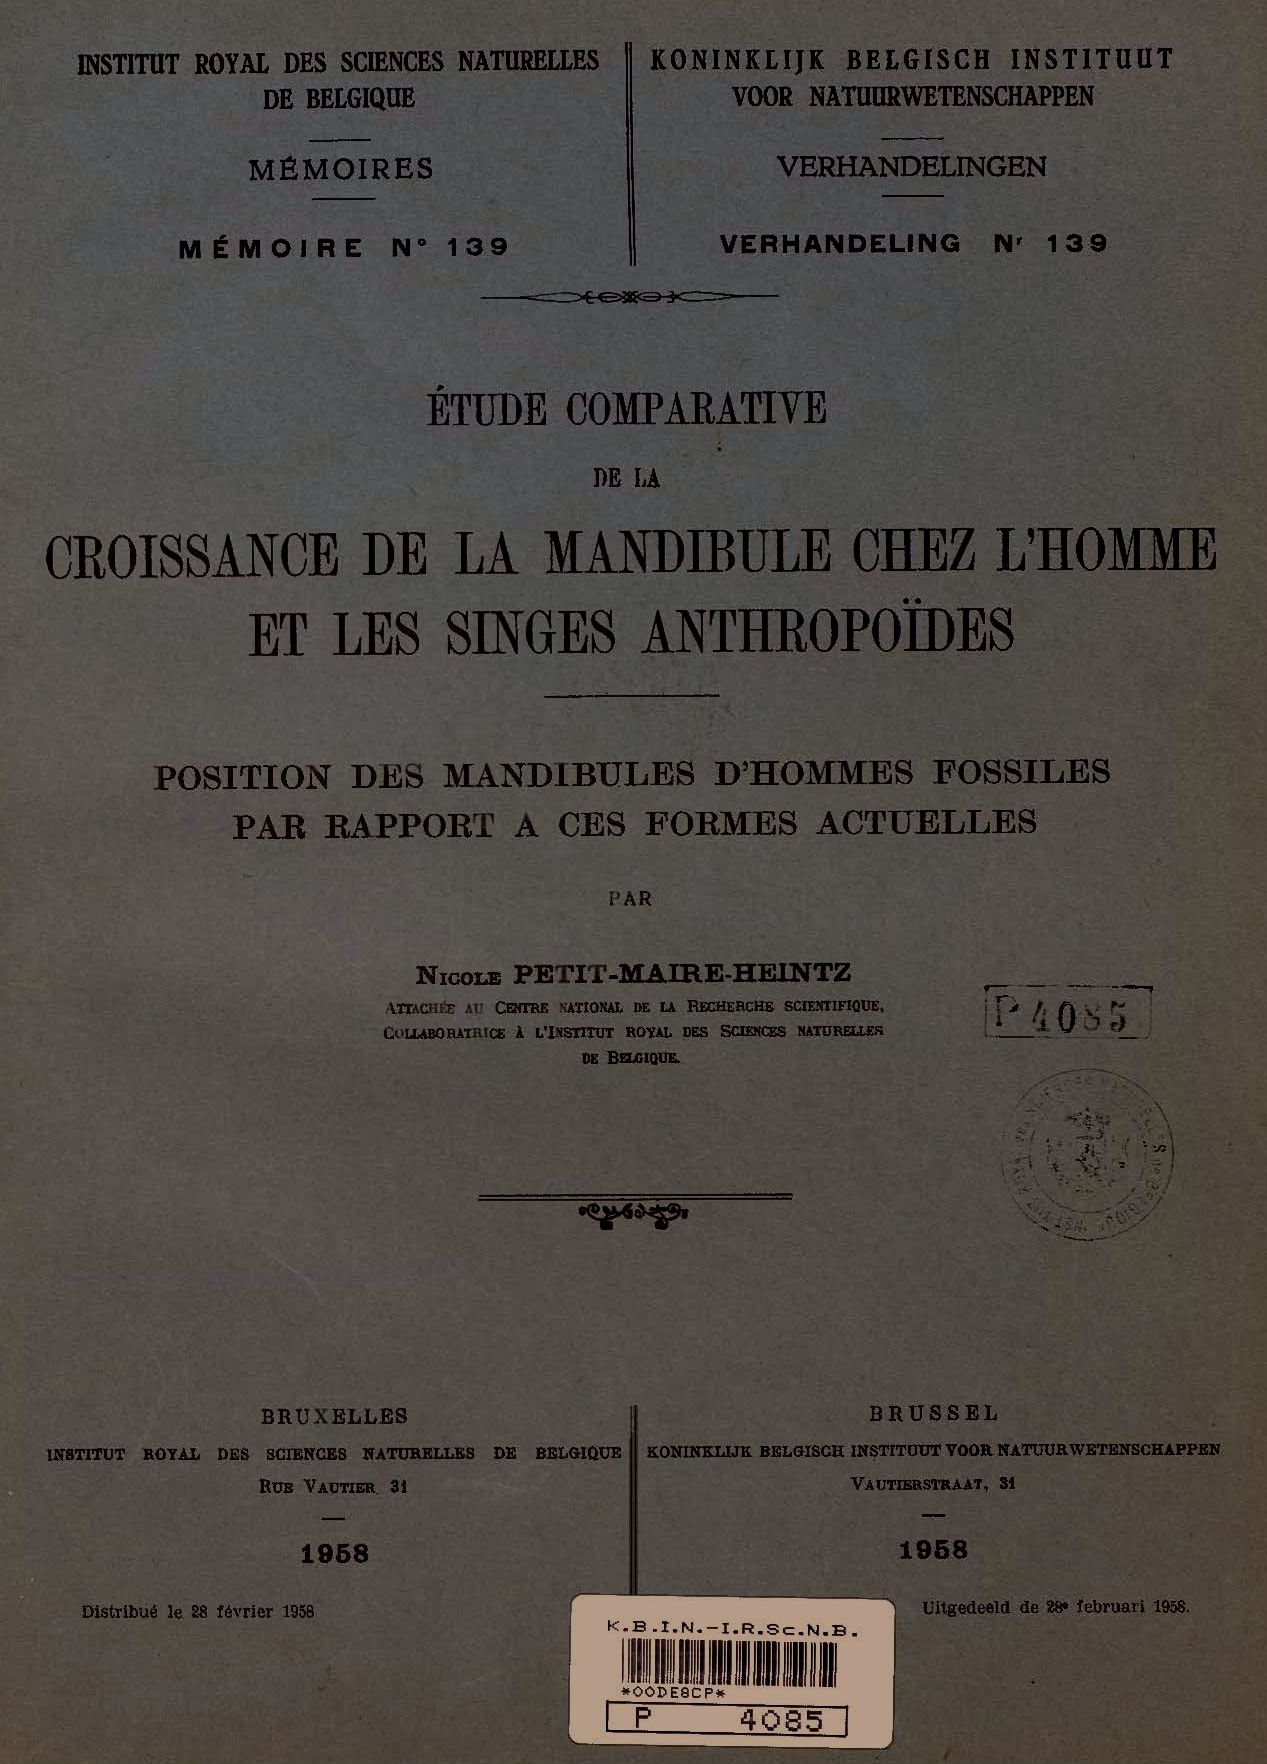 INSTITUT ROYAL DES SCIENCES NATURELLES
DE BELGIQUE
MÉMOIRES
MÉMOIRE N° 139
KONINKLIJK BELGISCH INSTITUUT
VOOR NATUURWETENSCHAPPEN
VERHANDELINGEN
VERHANDELING Nr 139
ÉTUDE COMPARATIVE
DE LA
CROISSANCE DE LA MANDIBULE CHEZ L'HOMME
ET LES SINGES ANTHROPOÏDES
POSITION DES MANDIBULES D'HOMMES FOSSILES
PAR RAPPORT A CES FORMES ACTUELLES
PAR
NICOLE PETIT-MAIRE-HEINTZ
ATTACHÉE AU CENTRE NATIONAL DE LA RECHERCHE SCIENTIFIQUE,
COLLABORATRICE À L'INSTITUT ROYAL DES SCIENCES NATURELLES
DE BELGIQUE.
P 4085
BRUXELLES
INSTITUT ROYAL DES SCIENCES NATURELLES DE BELGIQUE
RUE VAUTIER 31
1958
Distribué le 28 février 1958
BRUSSEL
KONINKLIJK BELGISCH INSTITUUT VOOR NATUURWETENSCHAPPEN
VAUTIERSTRAAT, 31
1958
Uitgedeeld de 28e februari 1958.
K.B.I.N.-I.R.Sc.N.B.
*00DE8CP*
P 4085